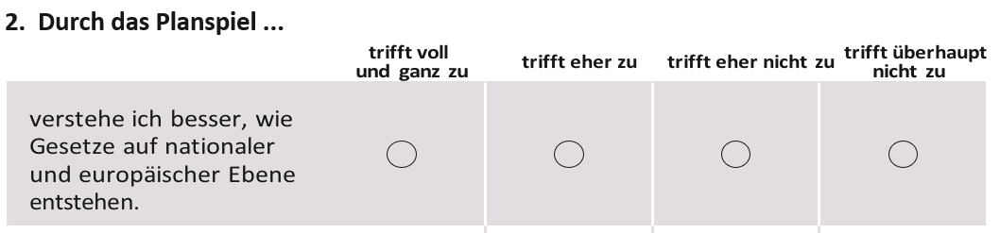 2. Durch das Planspiel ...
trifft voll
und ganz zu
trifft eher zu
trifft eher nicht zu
trifft überhaupt
nicht zu
verstehe ich besser, wie
Gesetze auf nationaler
und europäischer Ebene
entstehen.